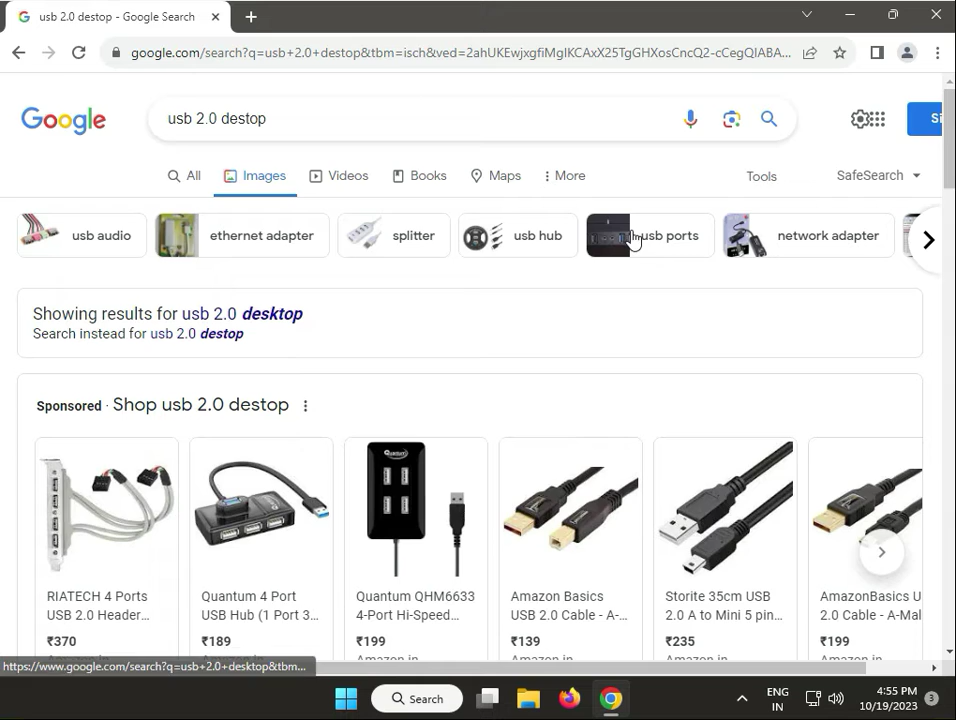 usb 2.0 destop - Google Search
google.com/search?q=usb+2.0+destop&tbm=isch&ved=2ahUKEwjxgfiMgIKCAxX25TgGHXosCncQ2-cCegQIABA...
Google
usb 2.0 destop
Si
All
Images
Videos
Books
Maps
More
Tools
SafeSearch
usb audio
ethernet adapter
splitter
usb hub
usb ports
network adapter
Showing results for usb 2.0 desktop
Search instead for usb 2.0 destop
Sponsored · Shop usb 2.0 destop
Quantum
RIATECH 4 Ports
USB 2.0 Header...
₹370
Quantum 4 Port
USB Hub (1 Port 3...
₹189
Quantum QHM6633
4-Port Hi-Speed...
₹199
Amazon in
Amazon Basics
USB 2.0 Cable - A-...
₹139
Amazon in
Storite 35cm USB
2.0 A to Mini 5 pin...
₹235
Amazon in
AmazonBasics U
2.0 Cable - A-Mal
₹199
Amazon in
https://www.google.com/search?q=usb+2.0+desktop&tbm...
Search
ENG
IN
4:55 PM
10/19/2023
3